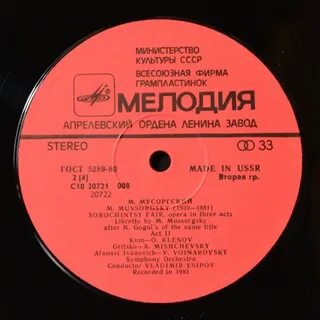 МИНИСТЕРСТВО
КУЛЬТУРЫ СССР
ВСЕСОЮЗНАЯ ФИРМА
ГРАМПЛАСТИНОК
МЕЛОДИЯ
АПРЕЛЕВСКИЙ ОРДЕНА ЛЕНИНА ЗАВОД
STEREO 33
ГОСТ 5289-80 MADE IN USSR
2 [4] Вторая гр.
С10 20721 008
20722
М. МУСОРГСКИЙ
M. MUSSORGSKY (1839—1881)
SOROCHINTSY FAIR, opera in three acts
Libretto by M. Mussorgsky
after N. Gogol's of the same title
Act II
Kum—O. KLENOV
Gritsko—A. MISHCHEVSKY
Afanasi Ivanovich—V. VOINAROVSKY
Symphony Orchestra
Conductor VLADIMIR ESIPOV
Recorded in 1983